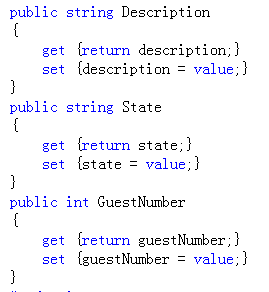 public string Description
{
get {return description;}
set {description = value;}
}
public string State
{
get {return state;}
set {state = value;}
}
public int GuestNumber
{
get {return guestNumber;}
set {guestNumber = value;}
}